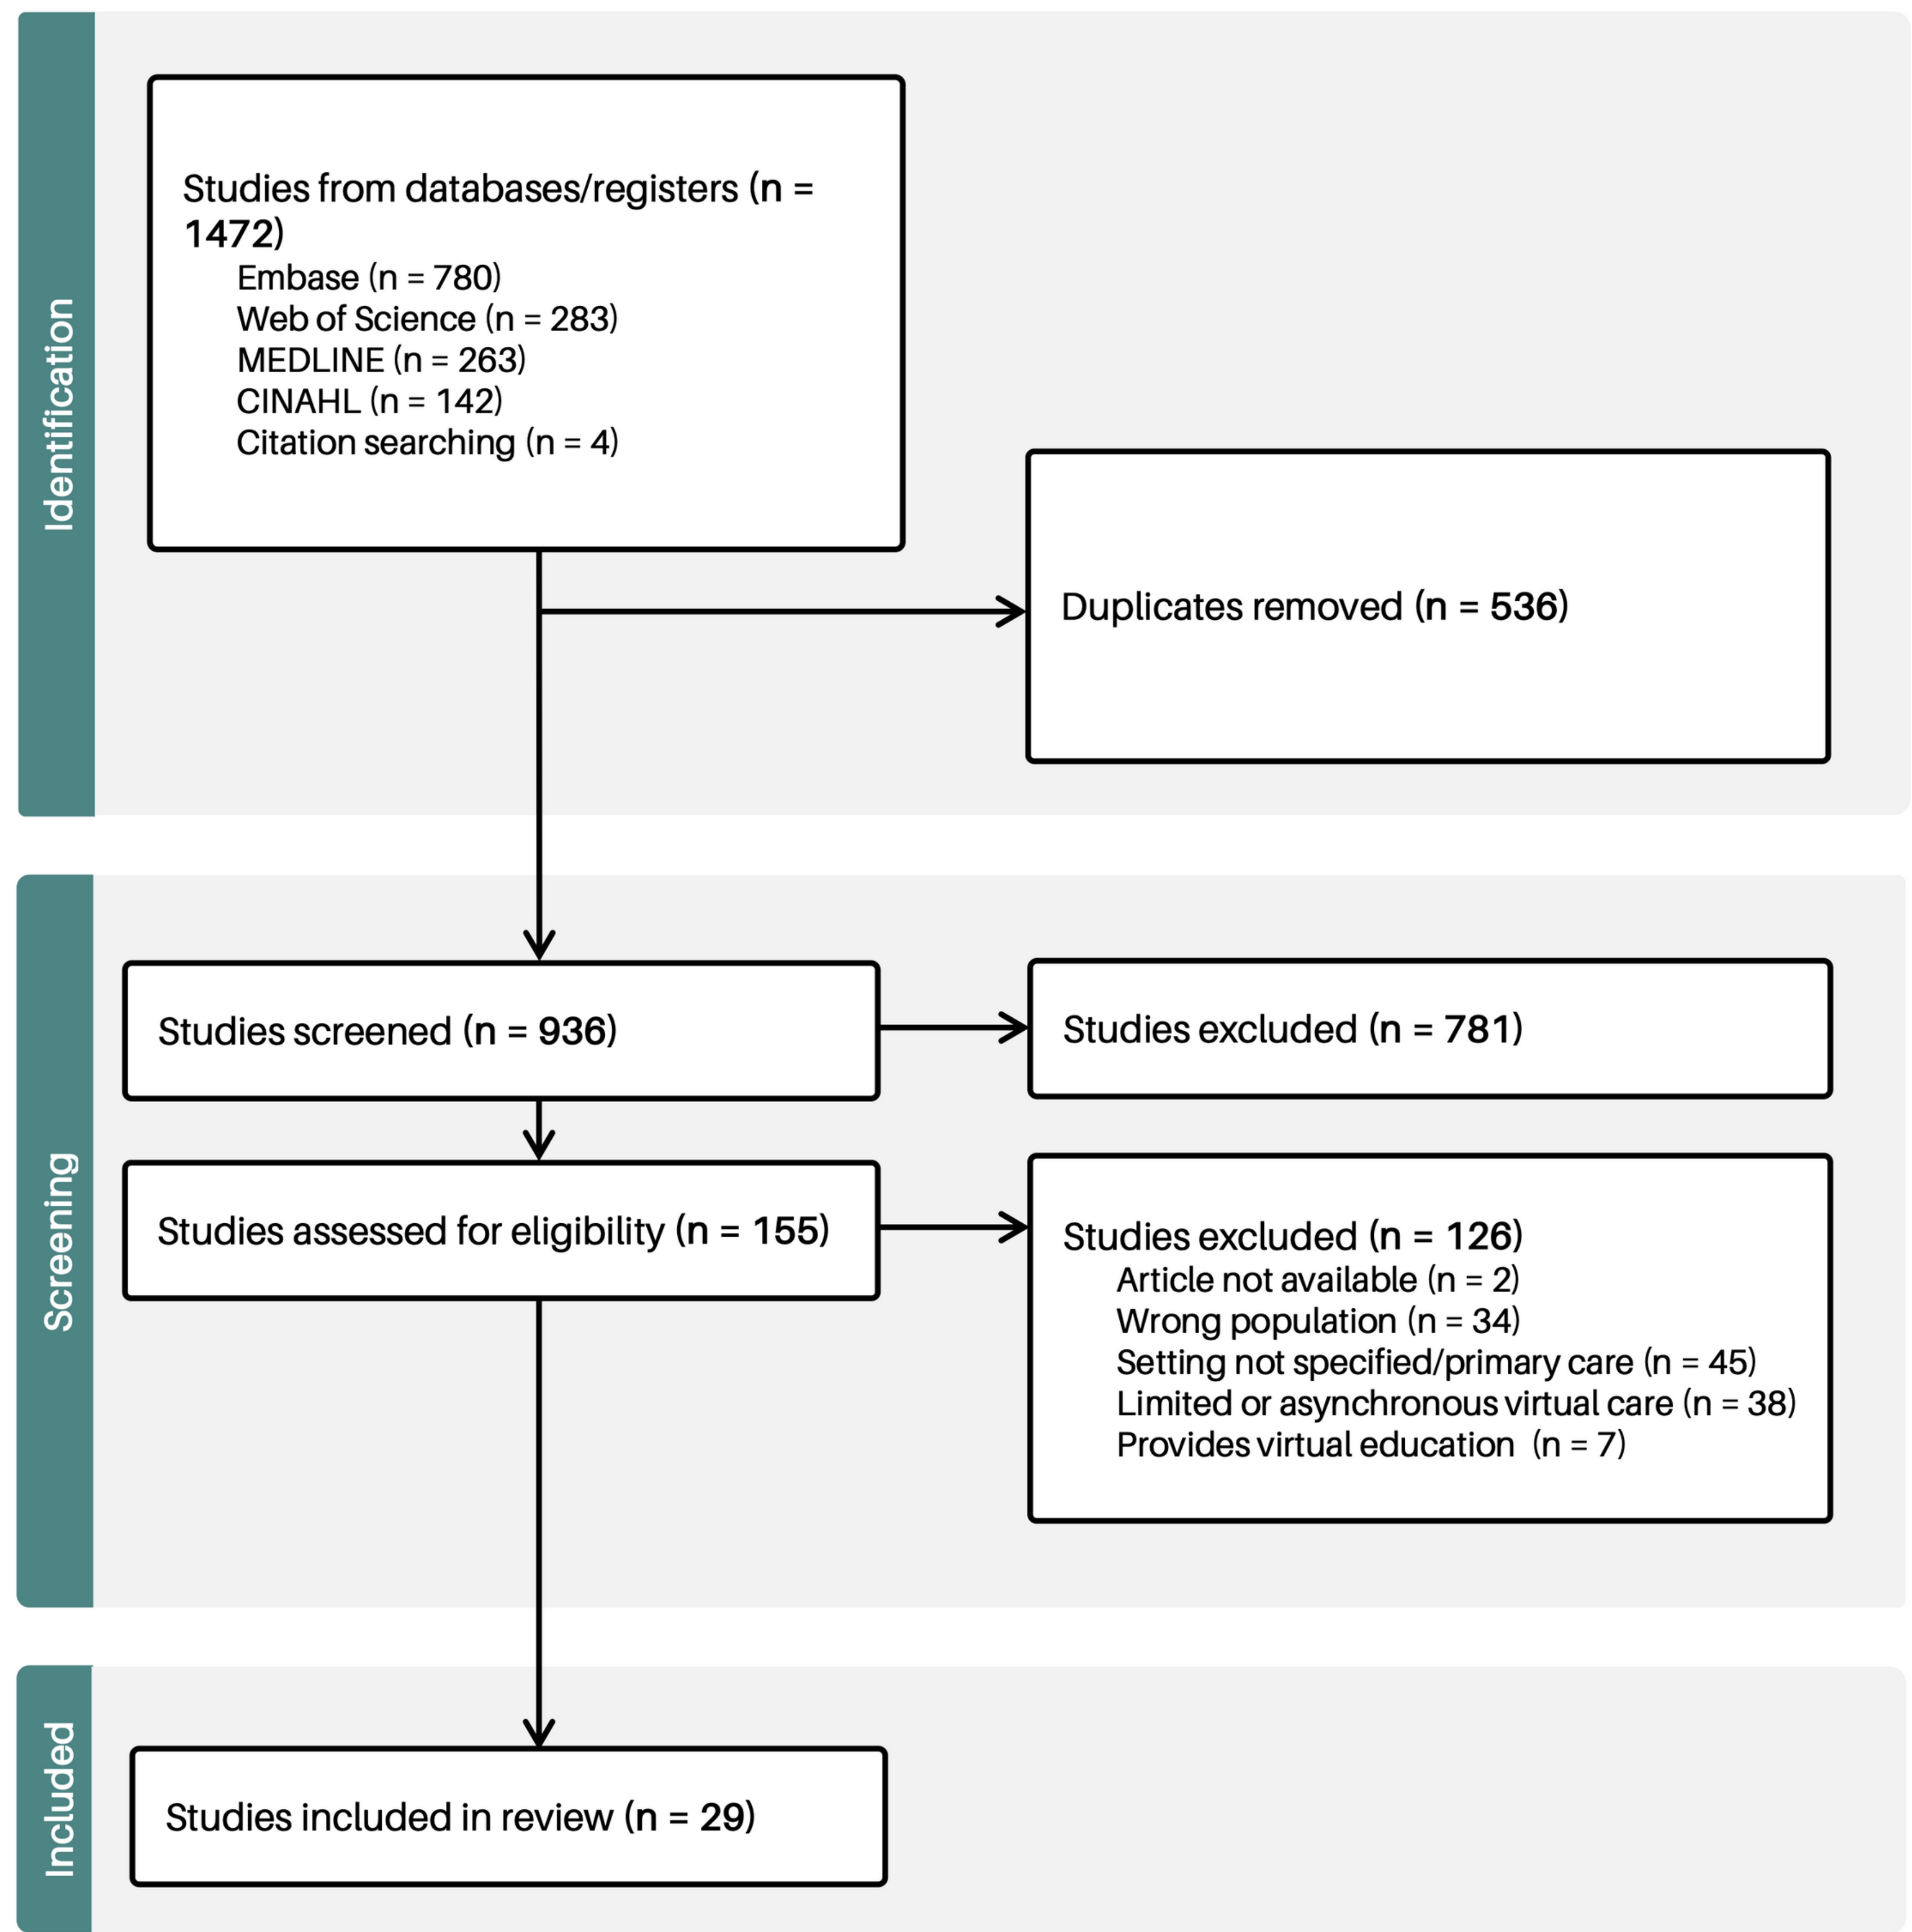 Identification
Studies from databases/registers (n =
1472)
Embase (n = 780)
Web of Science (n = 283)
MEDLINE (n = 263)
CINAHL (n = 142)
Citation searching (n = 4)
Duplicates removed (n = 536)
Screening
Studies screened (n = 936)
Studies excluded (n = 781)
Studies assessed for eligibility (n = 155)
Studies excluded (n = 126)
Article not available (n = 2)
Wrong population (n = 34)
Setting not specified/primary care (n = 45)
Limited or asynchronous virtual care (n = 38)
Provides virtual education (n = 7)
Included
Studies included in review (n = 29)